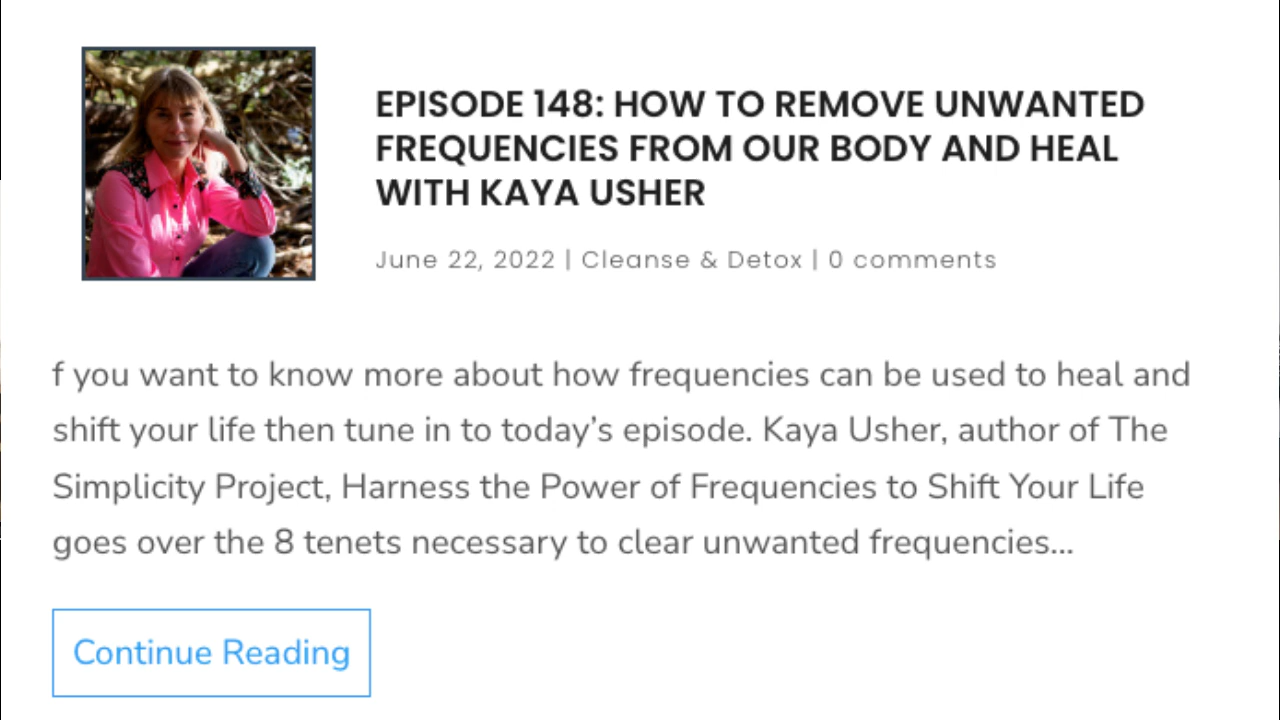 EPISODE 148: HOW TO REMOVE UNWANTED
FREQUENCIES FROM OUR BODY AND HEAL
WITH KAYA USHER
June 22, 2022 | Cleanse & Detox | 0 comments
f you want to know more about how frequencies can be used to heal and
shift your life then tune in to today’s episode. Kaya Usher, author of The
Simplicity Project, Harness the Power of Frequencies to Shift Your Life
goes over the 8 tenets necessary to clear unwanted frequencies...
Continue Reading